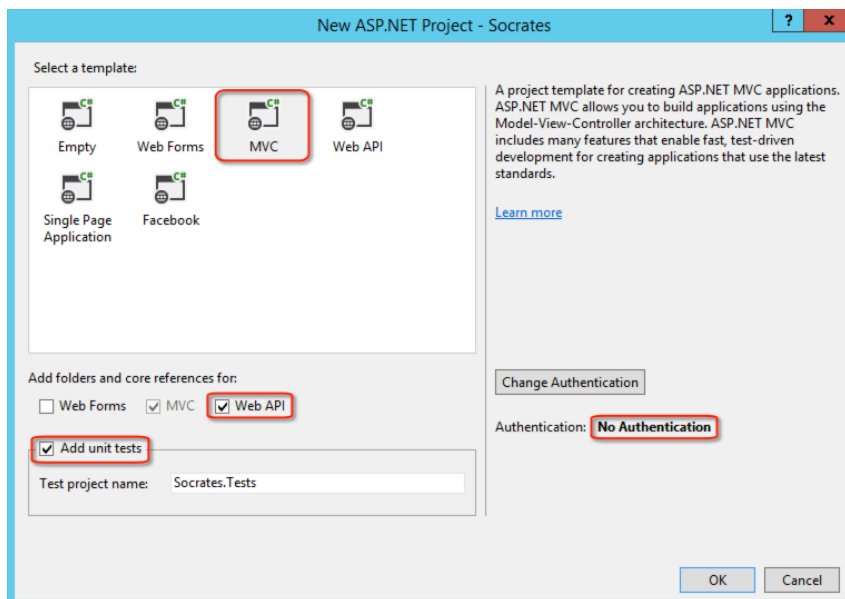 New ASP.NET Project - Socrates
? x
Select a template:
C# C# C# C#
Empty Web Forms MVC Web API
C# C#
Single Page Facebook
Application
A project template for creating ASP.NET MVC applications.
ASP.NET MVC allows you to build applications using the
Model-View-Controller architecture. ASP.NET MVC
includes many features that enable fast, test-driven
development for creating applications that use the latest
standards.
Learn more
Add folders and core references for:
Web Forms MVC Web API
Add unit tests
Test project name: Socrates.Tests
Change Authentication
Authentication: No Authentication
OK Cancel